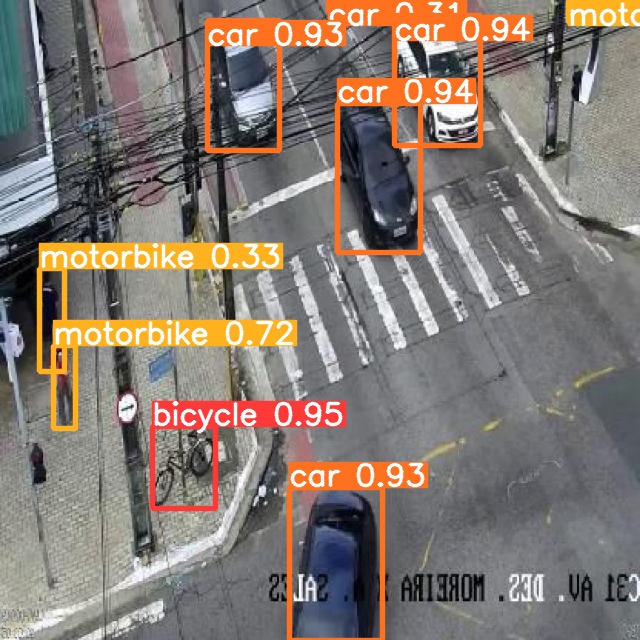 car 0.31
moto
car 0.93
car 0.94
car 0.94
motorbike 0.33
motorbike 0.72
bicycle 0.95
car 0.93
C31 AV. DES. MOREIRA X A. SALES